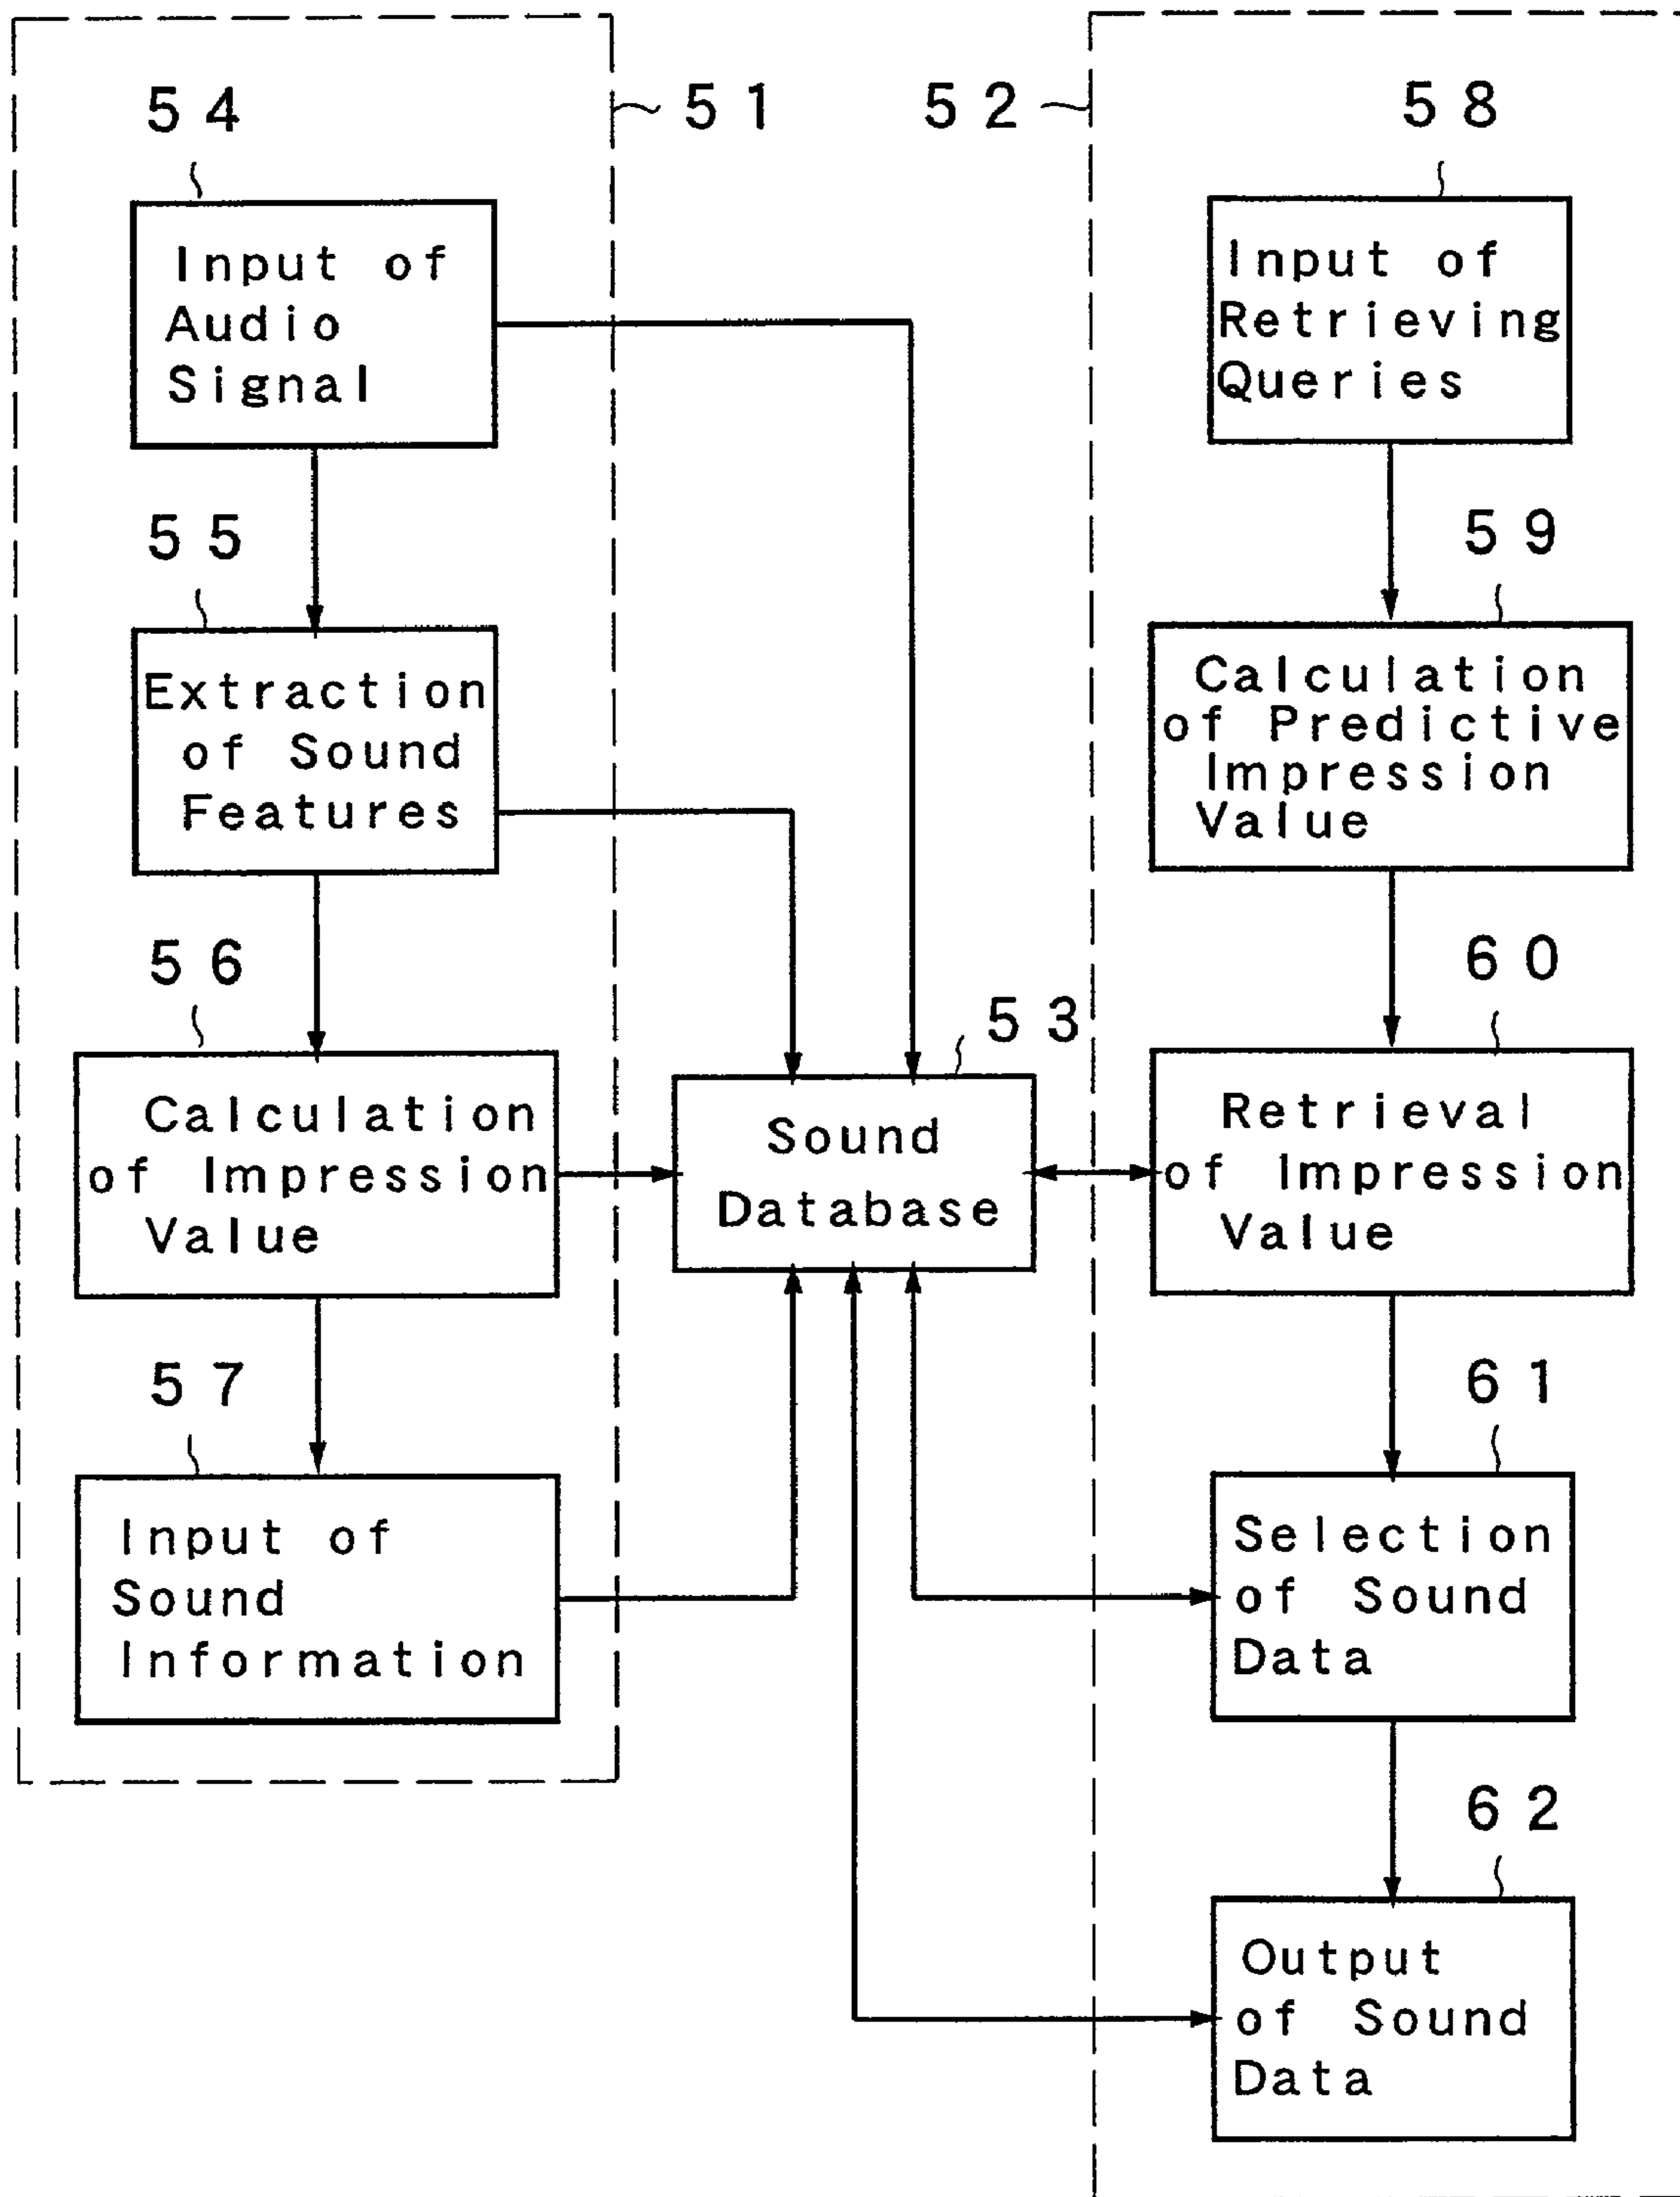 54
51
Input of
Audio
Signal
55
Extraction
of Sound
Features
56
Calculation
of Impression
Value
57
Input of
Sound
Information
53
Sound
Database
52
58
Input of
Retrieving
Queries
59
Calculation
of Predictive
Impression
Value
60
Retrieval
of Impression
Value
61
Selection
of Sound
Data
62
Output
of Sound
Data